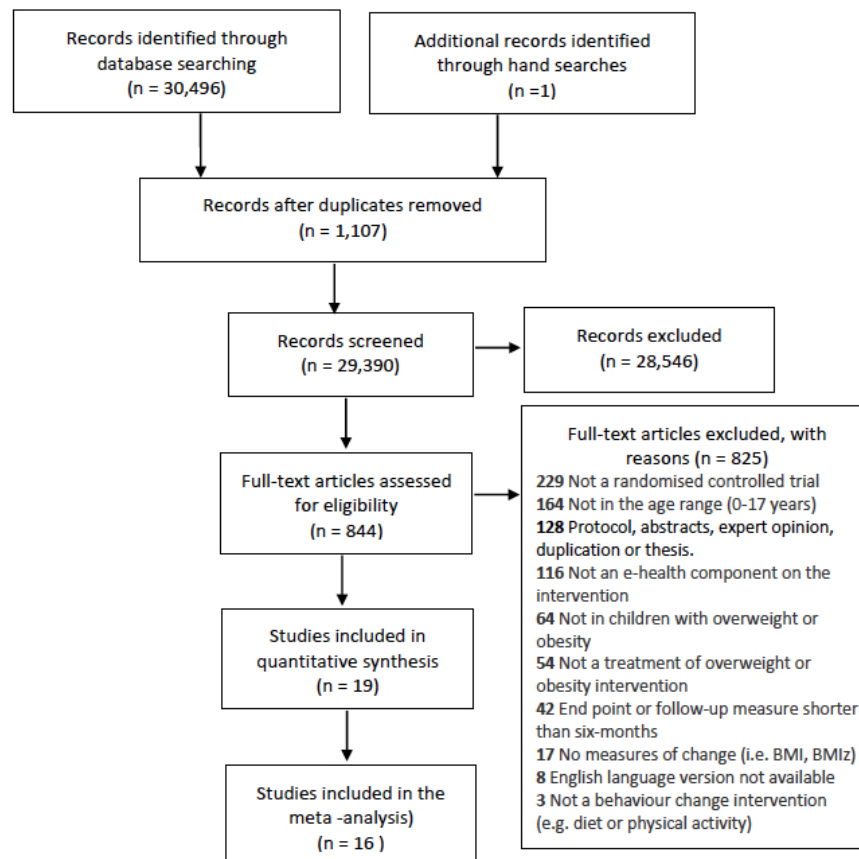 Records identified through
database searching
(n = 30,496)
Additional records identified
through hand searches
(n =1)
Records after duplicates removed
(n = 1,107)
Records screened
(n = 29,390)
Records excluded
(n = 28,546)
Full-text articles assessed
for eligibility
(n = 844)
Full-text articles excluded, with
reasons (n = 825)
229 Not a randomised controlled trial
164 Not in the age range (0-17 years)
128 Protocol, abstracts, expert opinion,
duplication or thesis.
116 Not an e-health component on the
intervention
64 Not in children with overweight or
obesity
54 Not a treatment of overweight or
obesity intervention
42 End point or follow-up measure shorter
than six-months
17 No measures of change (i.e. BMI, BMIz)
8 English language version not available
3 Not a behaviour change intervention
(e.g. diet or physical activity)
Studies included in
quantitative synthesis
(n = 19)
Studies included in the
meta -analysis)
(n = 16 )